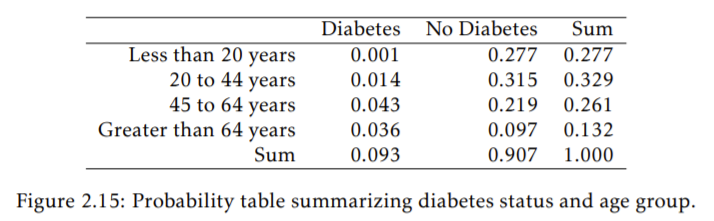 Diabetes No Diabetes Sum
Less than 20 years 0.001 0.277 0.277
20 to 44 years 0.014 0.315 0.329
45 to 64 years 0.043 0.219 0.261
Greater than 64 years 0.036 0.097 0.132
Sum 0.093 0.907 1.000
Figure 2.15: Probability table summarizing diabetes status and age group.